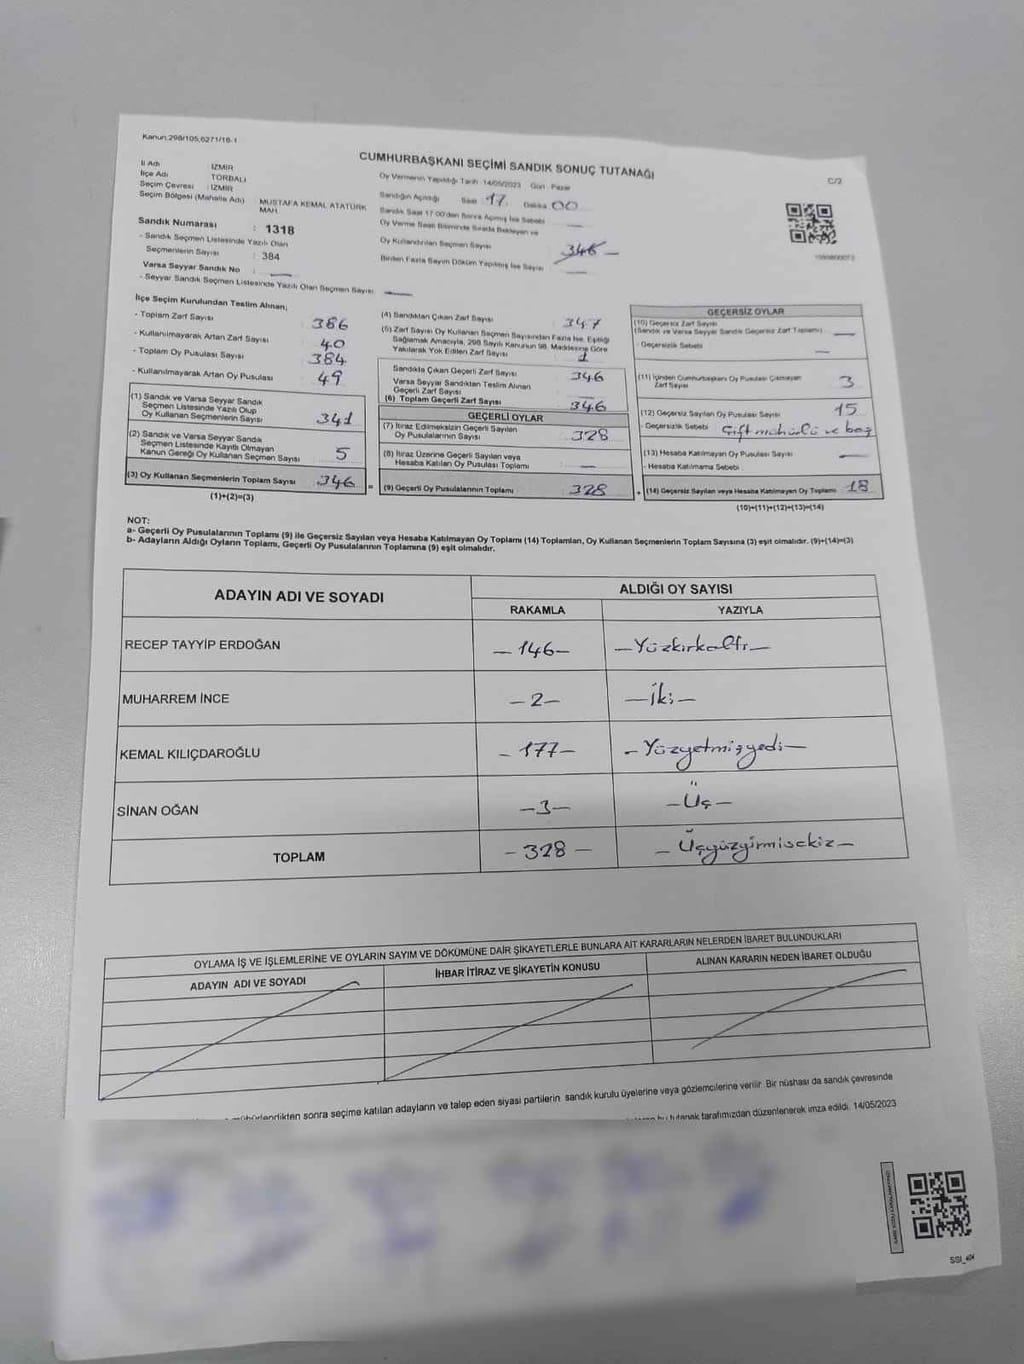 Kanun:298/105,6271/18-1
CUMHURBAŞKANI SEÇİMİ SANDIK SONUÇ TUTANAĞI
C/2
İl Adı : İZMİR
İlçe Adı : TORBALI
Seçim Çevresi : İZMİR
Seçim Bölgesi (Mahalle Adı) : MUSTAFA KEMAL ATATÜRK MAH.
Sandık Numarası : 1318
- Sandık Seçmen Listesinde Yazılı Olan
Seçmenlerin Sayısı : 384
Varsa Seyyar Sandık No :
- Seyyar Sandık Seçmen Listesinde Yazılı Olan Seçmen Sayısı:
Oy Vermenin Yapıldığı Tarih :14/05/2023 Gün : Pazar
Sandığın Açıldığı Saat 17. Dakika 00
Sandık Saat 17:00'den Sonra Açılmış İse Sebebi
Oy Verme Saati Bitiminde Sırada Bekleyen ve
Oy Kullandırılan Seçmen Sayısı 346 –
Birden Fazla Sayım Döküm Yapılmış İse Sayısı
İlçe Seçim Kurulundan Teslim Alınan;
- Toplam Zarf Sayısı : 386
- Kullanılmayarak Artan Zarf Sayısı : 40
- Toplam Oy Pusulası Sayısı : 384
- Kullanılmayarak Artan Oy Pusulası : 49
(1) Sandık ve Varsa Seyyar Sandık
Seçmen Listesinde Yazılı Olup
Oy Kullanan Seçmenlerin Sayısı : 341
(2) Sandık ve Varsa Seyyar Sandık
Seçmen Listesinde Kayıtlı Olmayan
Kanun Gereği Oy Kullanan Seçmen Sayısı : 5
(3) Oy Kullanan Seçmenlerin Toplam Sayısı : 346
(1)+(2)=(3)
(4) Sandıktan Çıkan Zarf Sayısı : 347
(5) Zarf Sayısı Oy Kullanan Seçmen Sayısından Fazla İse, Eşitliği
Sağlamak Amacıyla, 298 Sayılı Kanunun 98. Maddesine Göre
Yakılarak Yok Edilen Zarf Sayısı : 1
Sandıkta Çıkan Geçerli Zarf Sayısı : 346
Varsa Seyyar Sandıktan Teslim Alınan
Geçerli Zarf Sayısı
(6) Toplam Geçerli Zarf Sayısı : 346
GEÇERLİ OYLAR
(7) İtiraz Edilmeksizin Geçerli Sayılan
Oy Pusulalarının Sayısı : 328
(8) İtiraz Üzerine Geçerli Sayılan veya
Hesaba Katılan Oy Pusulası Toplamı : –
(9) Geçerli Oy Pusulalarının Toplamı : 328
GEÇERSİZ OYLAR
(10) Geçersiz Zarf Sayısı
(Sandık ve Varsa Seyyar Sandık Geçersiz Zarf Toplamı) :
- Geçersizlik Sebebi
(11) İçinden Cumhurbaşkanı Oy Pusulası Çıkmayan
Zarf Sayısı : 3
(12) Geçersiz Sayılan Oy Pusulası Sayısı : 15
- Geçersizlik Sebebi : Çift mühürlü ve boş
(13) Hesaba Katılmayan Oy Pusulası Sayısı
- Hesaba Katılmama Sebebi
(14) Geçersiz Sayılan veya Hesaba Katılmayan Oy Toplamı : 18
(10)+(11)+(12)+(13)=(14)
NOT:
a- Geçerli Oy Pusulalarının Toplamı (9) ile Geçersiz Sayılan veya Hesaba Katılmayan Oy Toplamı (14) Toplamları, Oy Kullanan Seçmenlerin Toplam Sayısına (3) eşit olmalıdır. (9)+(14)=(3)
b- Adayların Aldığı Oyların Toplamı, Geçerli Oy Pusulalarının Toplamına (9) eşit olmalıdır.
ADAYIN ADI VE SOYADI
ALDIĞI OY SAYISI
RAKAMLA YAZIYLA
RECEP TAYYİP ERDOĞAN – 146 – – Yüzkırkaltı –
MUHARREM İNCE – 2 – – İki –
KEMAL KILIÇDAROĞLU – 177 – – Yüzyetmişyedi –
SİNAN OĞAN – 3 – – Üç –
TOPLAM – 328 – – Üçyüzyirmisekiz –
OYLAMA İŞ VE İŞLEMLERİNE VE OYLARIN SAYIM VE DÖKÜMÜNE DAİR ŞİKAYETLERLE BUNLARA AİT KARARLARIN NELERDEN İBARET BULUNDUKLARI
ADAYIN ADI VE SOYADI İHBAR İTİRAZ VE ŞİKAYETİN KONUSU ALINAN KARARIN NEDEN İBARET OLDUĞU
mühürlendikten sonra seçime katılan adayların ve talep eden siyasi partilerin sandık kurulu üyelerine veya gözlemcilerine verilir. Bir nüshası da sandık çevresinde
bu tutanak tarafımızdan düzenlenerek imza edildi. 14/05/2023
SSI_404